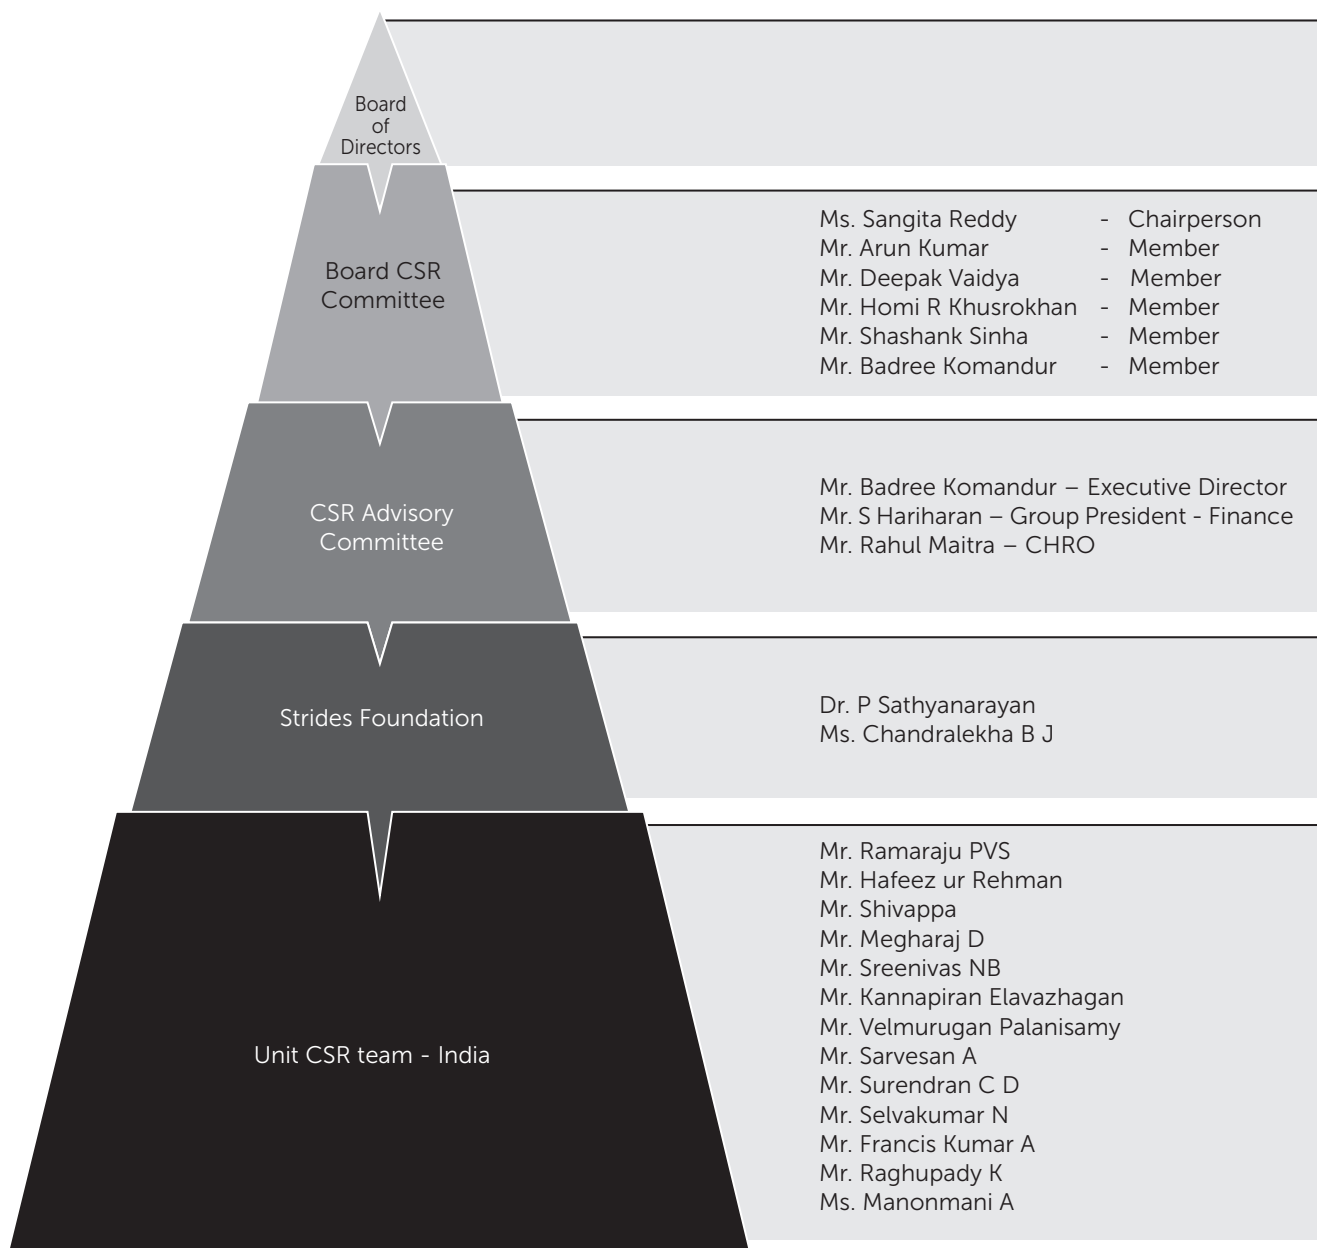 Board
of
Directors
Board CSR
Committee
Ms. Sangita Reddy - Chairperson
Mr. Arun Kumar - Member
Mr. Deepak Vaidya - Member
Mr. Homi R Khusrokhan - Member
Mr. Shashank Sinha - Member
Mr. Badree Komandur - Member
CSR Advisory
Committee
Mr. Badree Komandur – Executive Director
Mr. S Hariharan – Group President - Finance
Mr. Rahul Maitra – CHRO
Strides Foundation
Dr. P Sathyanarayan
Ms. Chandralekha B J
Unit CSR team - India
Mr. Ramaraju PVS
Mr. Hafeez ur Rehman
Mr. Shivappa
Mr. Megharaj D
Mr. Sreenivas NB
Mr. Kannapiran Elavazhagan
Mr. Velmurugan Palanisamy
Mr. Sarvesan A
Mr. Surendran C D
Mr. Selvakumar N
Mr. Francis Kumar A
Mr. Raghupady K
Ms. Manonmani A